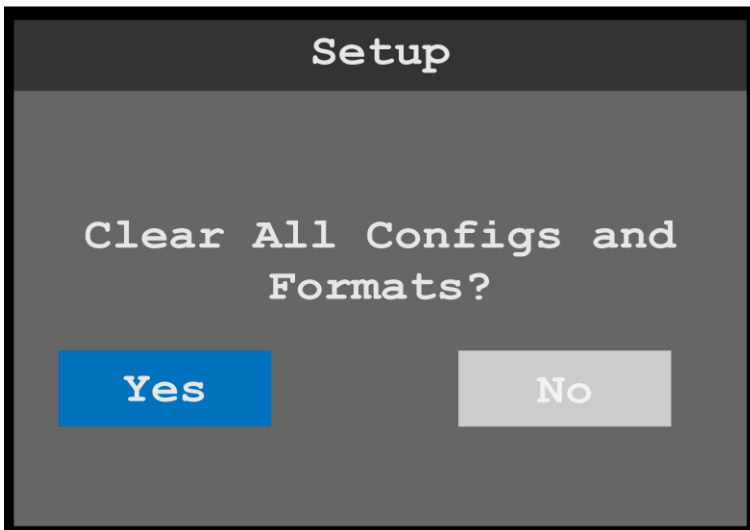 Setup
Clear All Configs and
Formats?
Yes
No